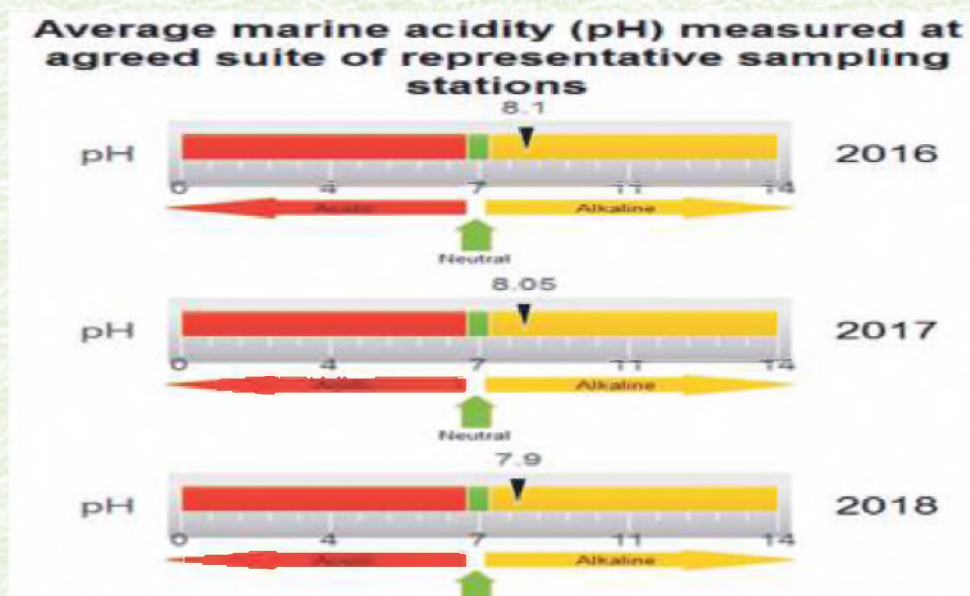 Average marine acidity (pH) measured at
agreed suite of representative sampling
stations
8.1
pH
2016
0 4 7 11 14
Alkaline
Neutral
8.05
pH
2017
0 4 7 11 14
Alkaline
Neutral
7.9
pH
2018
0 4 7 11 14
Alkaline